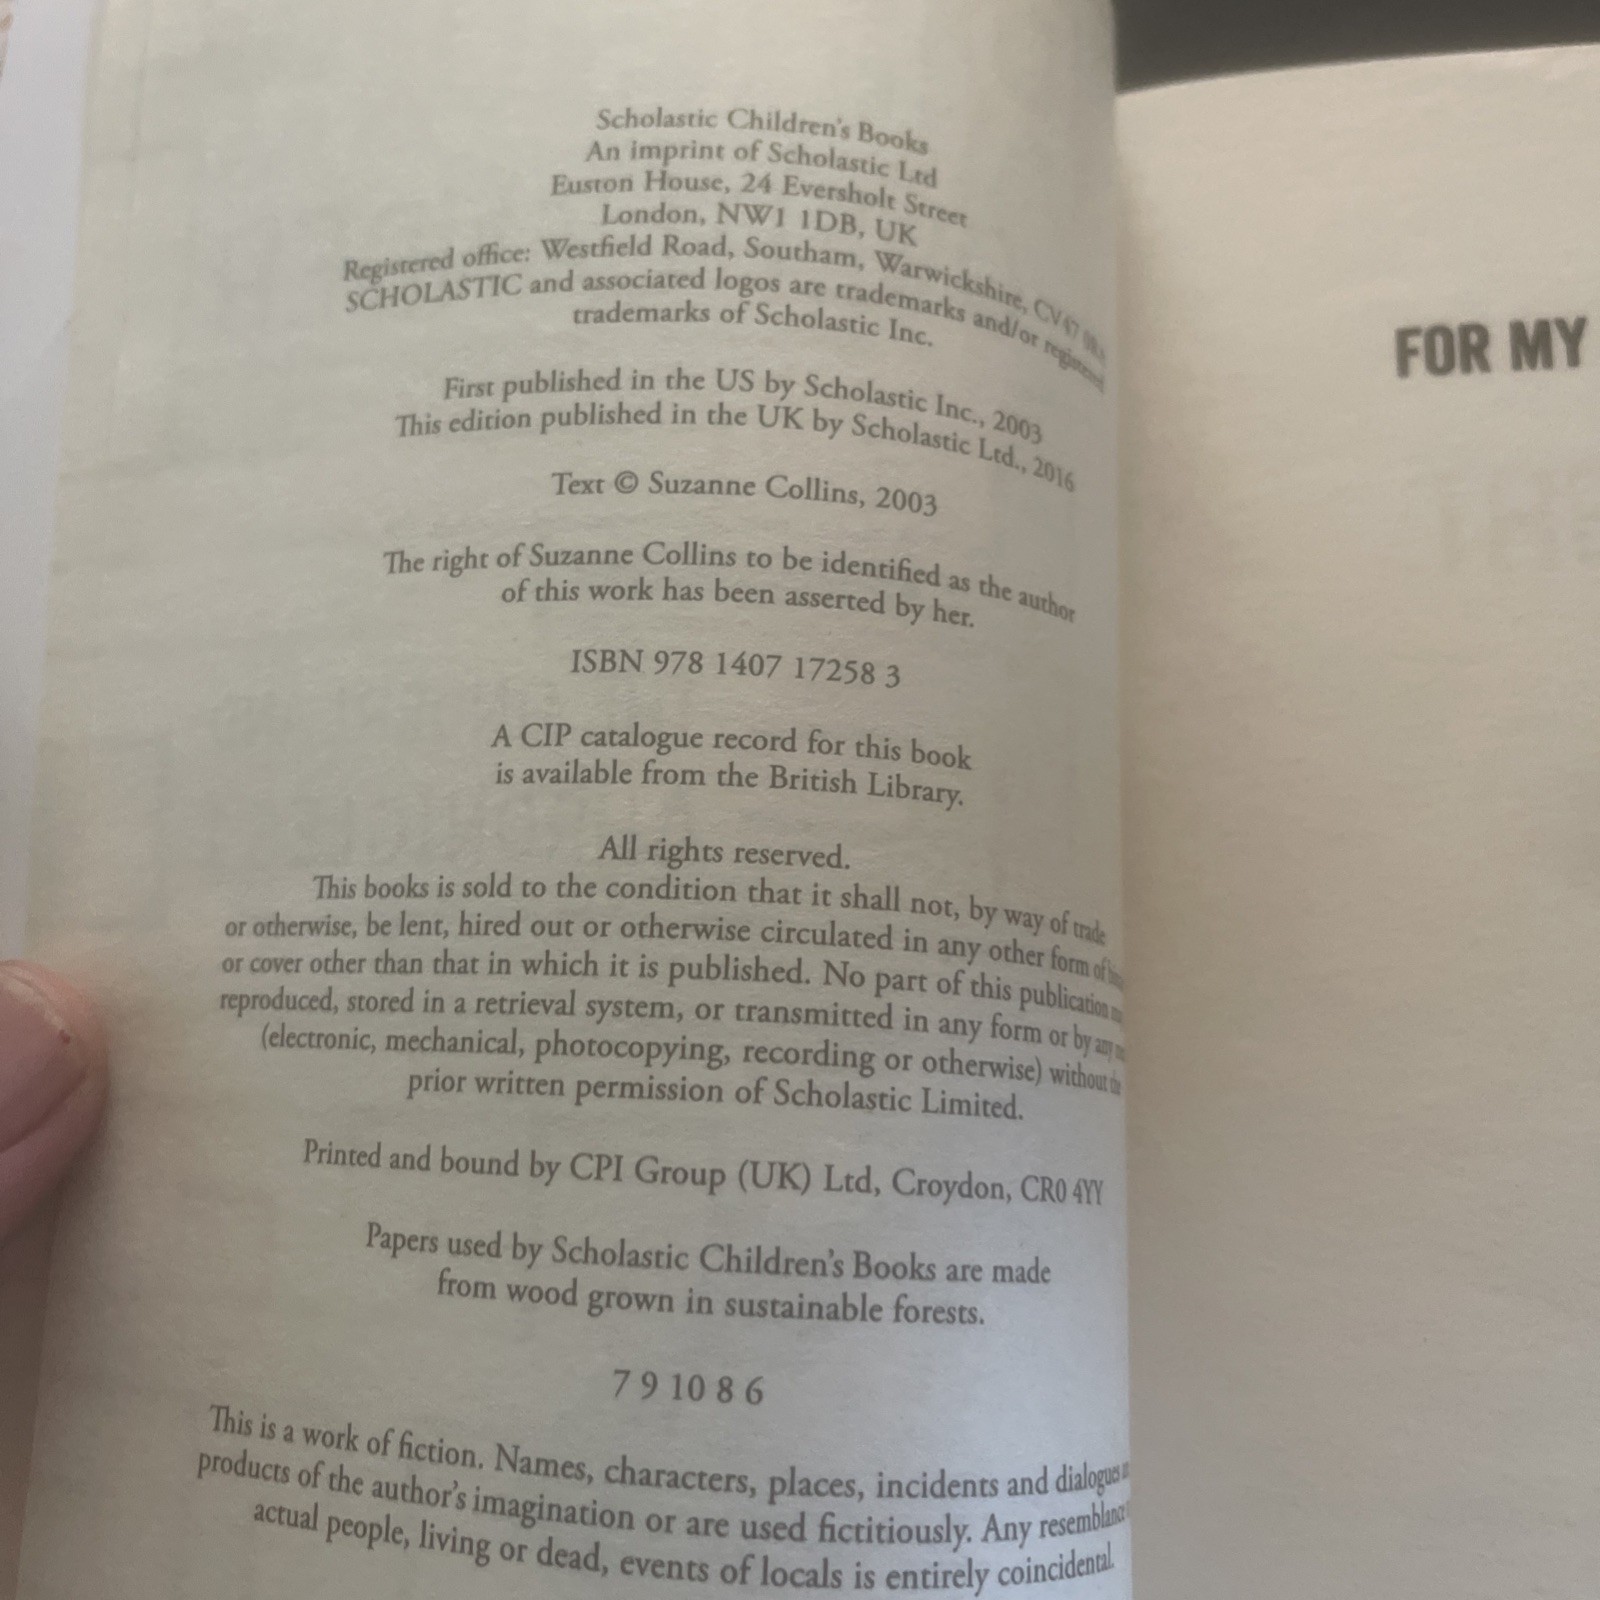 Scholastic Children's Books
An imprint of Scholastic Ltd
Euston House, 24 Eversholt Street
London, NW1 1DB, UK
Registered office: Westfield Road, Southam, Warwickshire, CV47
SCHOLASTIC and associated logos are trademarks and/or registered
trademarks of Scholastic Inc.
First published in the US by Scholastic Inc., 2003
This edition published in the UK by Scholastic Ltd., 2016
Text © Suzanne Collins, 2003
The right of Suzanne Collins to be identified as the author
of this work has been asserted by her.
ISBN 978 1407 17258 3
A CIP catalogue record for this book
is available from the British Library.
All rights reserved.
This books is sold to the condition that it shall not, by way of trade
or otherwise, be lent, hired out or otherwise circulated in any other form of
or cover other than that in which it is published. No part of this publication
reproduced, stored in a retrieval system, or transmitted in any form or by any
(electronic, mechanical, photocopying, recording or otherwise) without the
prior written permission of Scholastic Limited.
Printed and bound by CPI Group (UK) Ltd, Croydon, CR0 4YY
Papers used by Scholastic Children's Books are made
from wood grown in sustainable forests.
7 9 10 8 6
This is a work of fiction. Names, characters, places, incidents and dialogues
products of the author's imagination or are used fictitiously. Any resemblance
actual people, living or dead, events of locals is entirely coincidental.
FOR MY